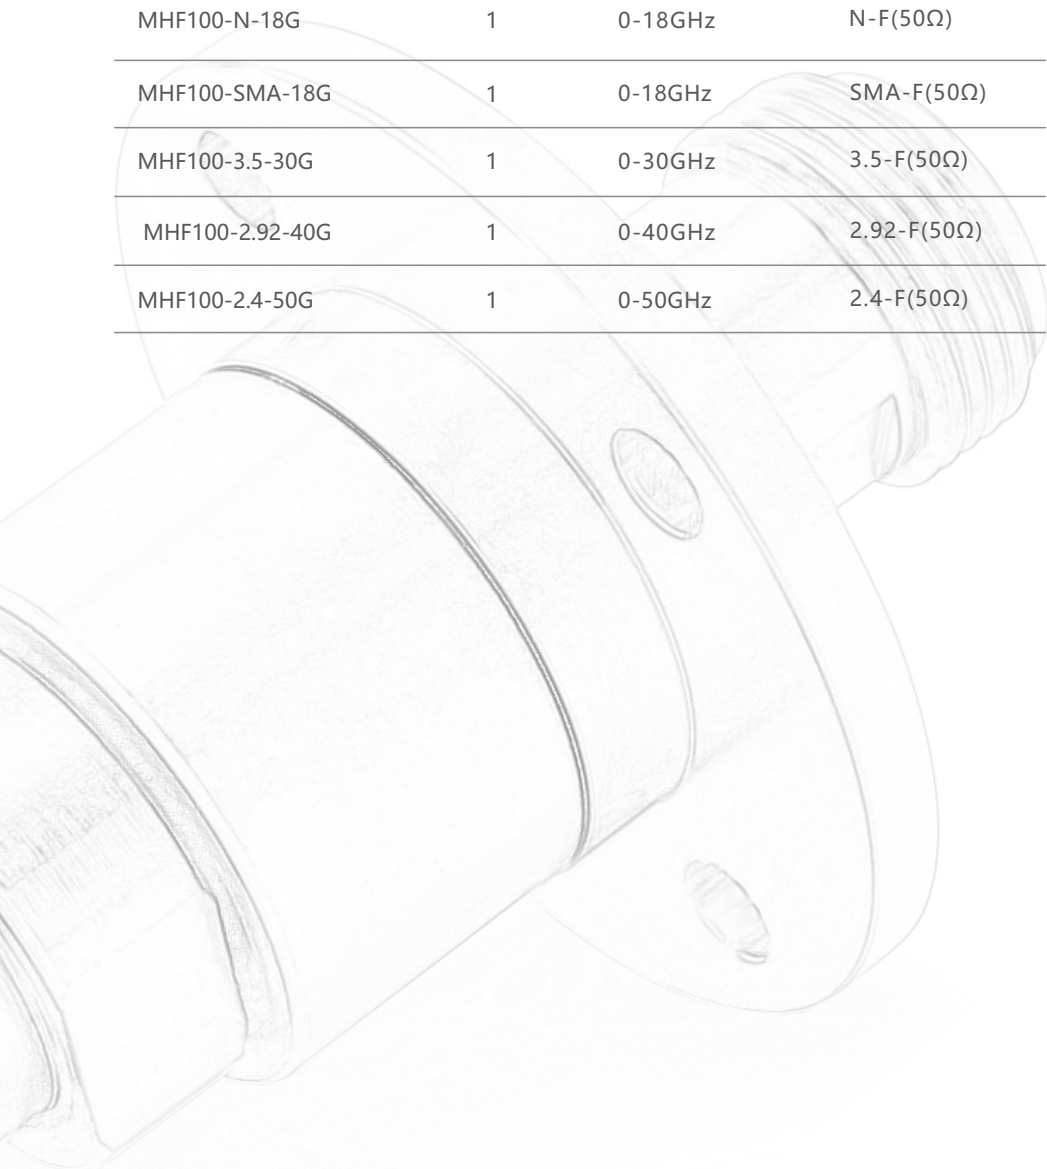 MHF100-N-18G 1 0-18GHz N-F(50Ω)
MHF100-SMA-18G 1 0-18GHz SMA-F(50Ω)
MHF100-3.5-30G 1 0-30GHz 3.5-F(50Ω)
MHF100-2.92-40G 1 0-40GHz 2.92-F(50Ω)
MHF100-2.4-50G 1 0-50GHz 2.4-F(50Ω)